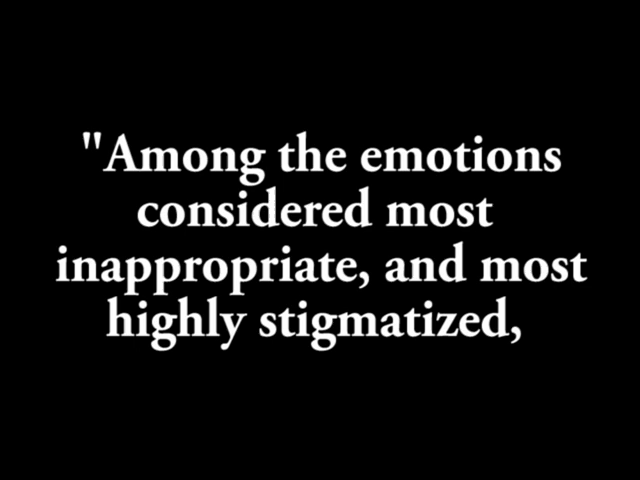 "Among the emotions
considered most
inappropriate, and most
highly stigmatized,